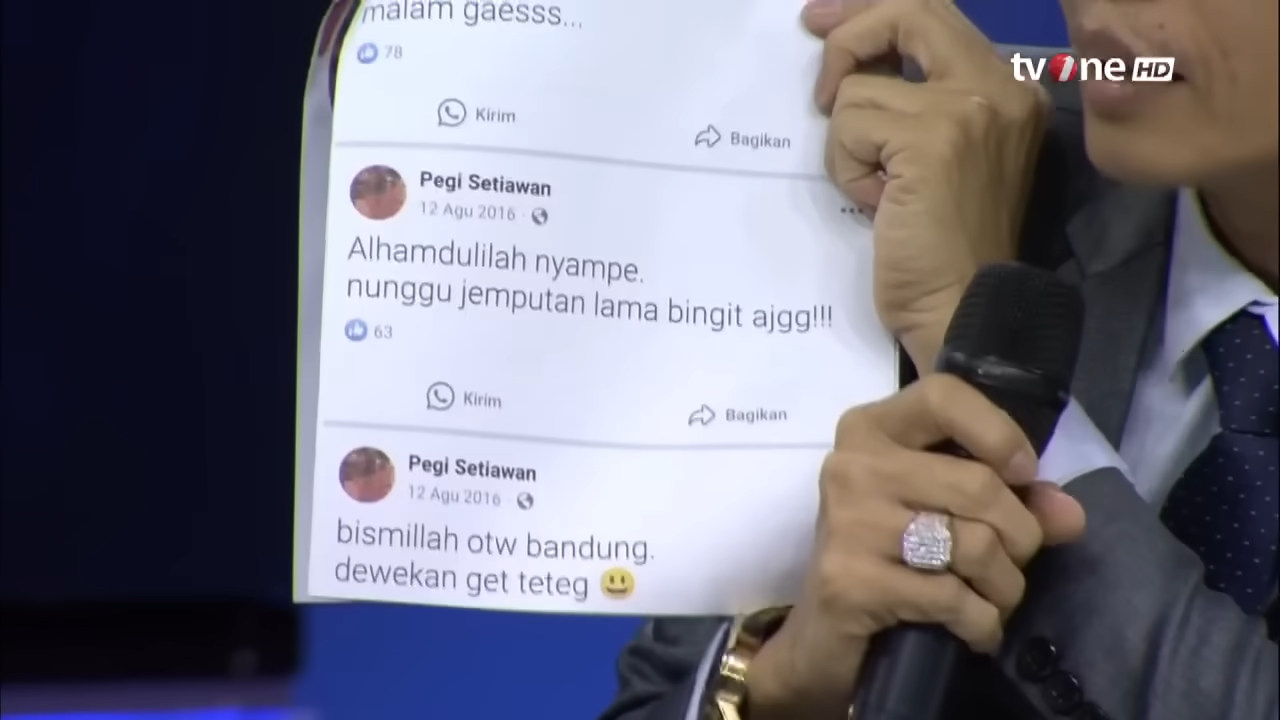 malam gaesss...
78
Kirim
Bagikan
tvOne HD
Pegi Setiawan
12 Agu 2016 ·
Alhamdulilah nyampe.
nunggu jemputan lama bingit ajgg!!!
63
Kirim
Bagikan
Pegi Setiawan
12 Agu 2016 ·
bismillah otw bandung.
dewekan get teteg 😃